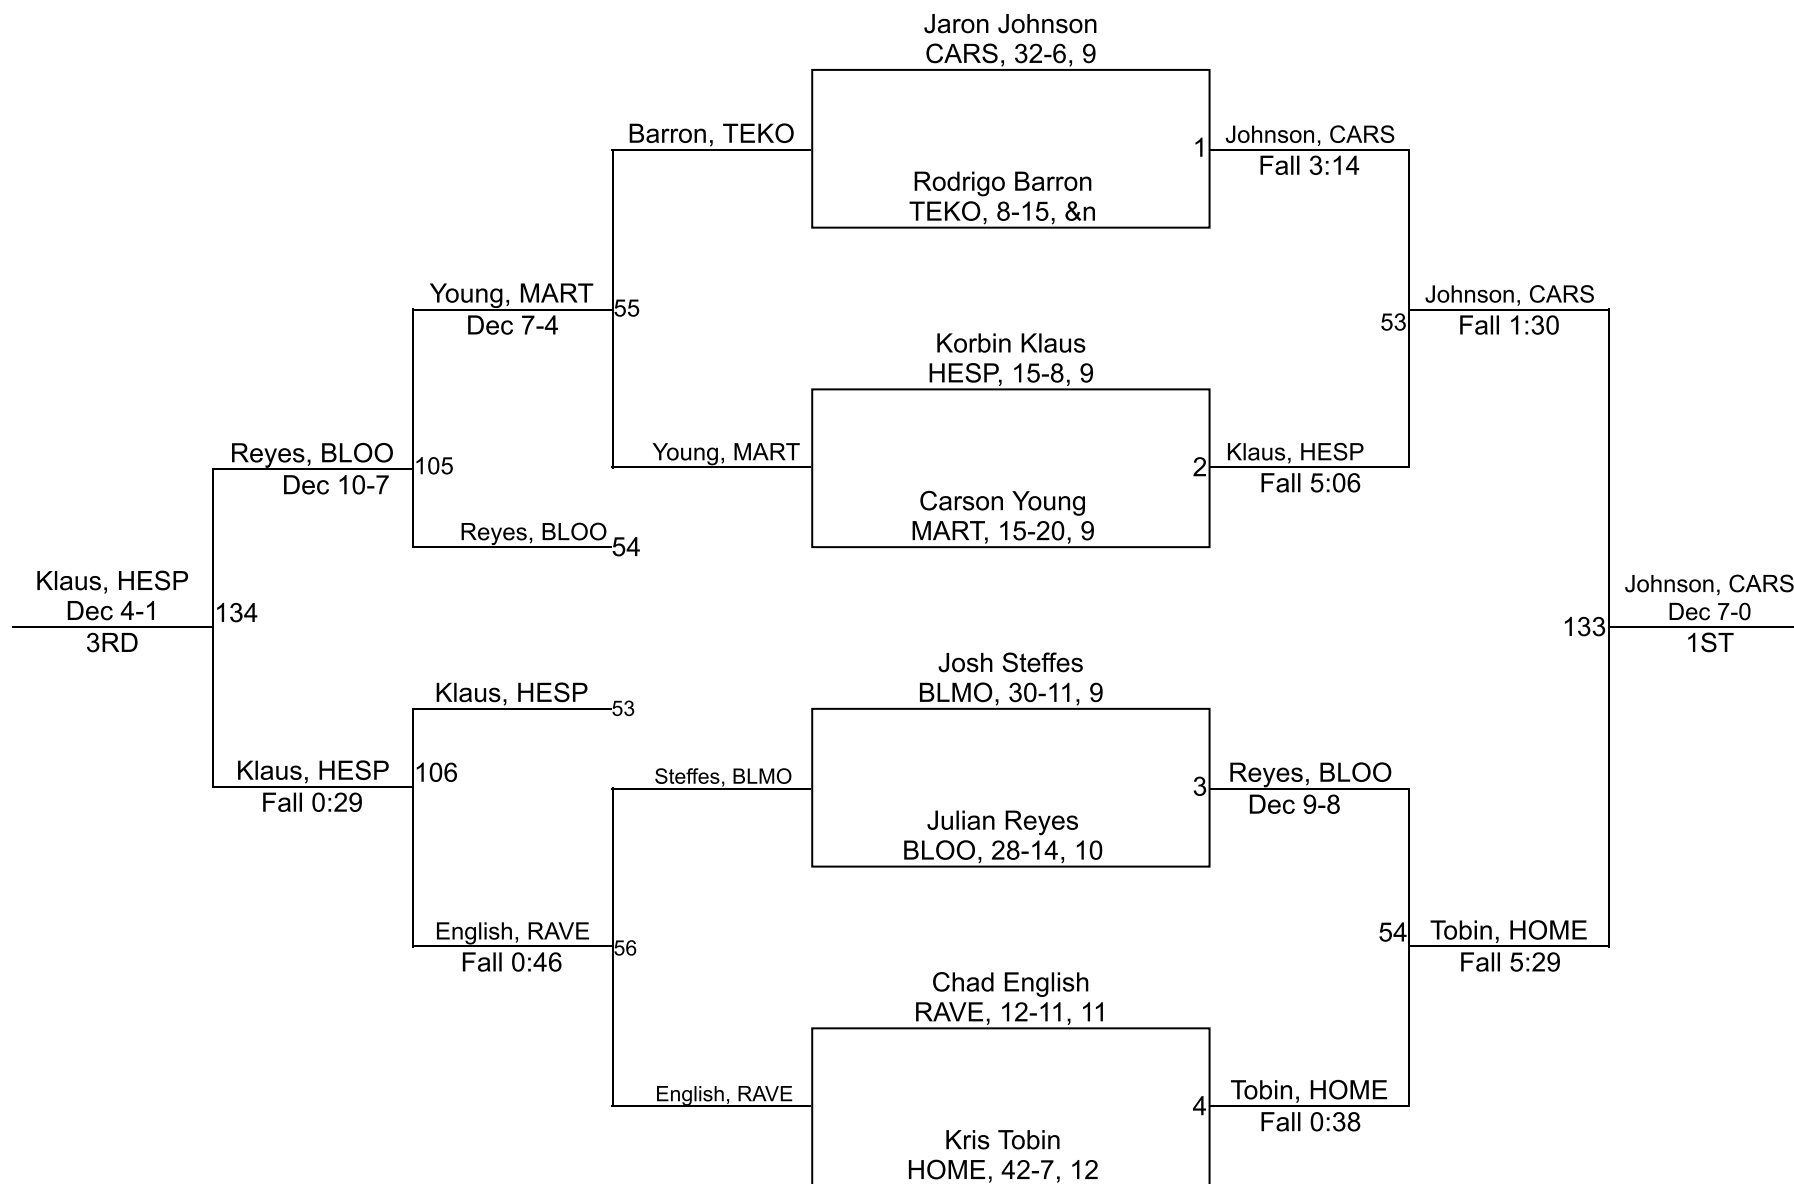 Jaron Johnson
CARS, 32-6, 9
Barron, TEKO
1
Johnson, CARS
Fall 3:14
Rodrigo Barron
TEKO, 8-15, &n
Young, MART
Dec 7-4
55
53
Johnson, CARS
Fall 1:30
Korbin Klaus
HESP, 15-8, 9
Reyes, BLOO
Dec 10-7
105
Young, MART
2
Klaus, HESP
Fall 5:06
Carson Young
MART, 15-20, 9
Reyes, BLOO
54
Klaus, HESP
Dec 4-1
3RD
134
133
Johnson, CARS
Dec 7-0
1ST
Josh Steffes
BLMO, 30-11, 9
Klaus, HESP
53
Klaus, HESP
Fall 0:29
106
Steffes, BLMO
3
Reyes, BLOO
Dec 9-8
Julian Reyes
BLOO, 28-14, 10
English, RAVE
Fall 0:46
56
54
Tobin, HOME
Fall 5:29
Chad English
RAVE, 12-11, 11
English, RAVE
4
Tobin, HOME
Fall 0:38
Kris Tobin
HOME, 42-7, 12